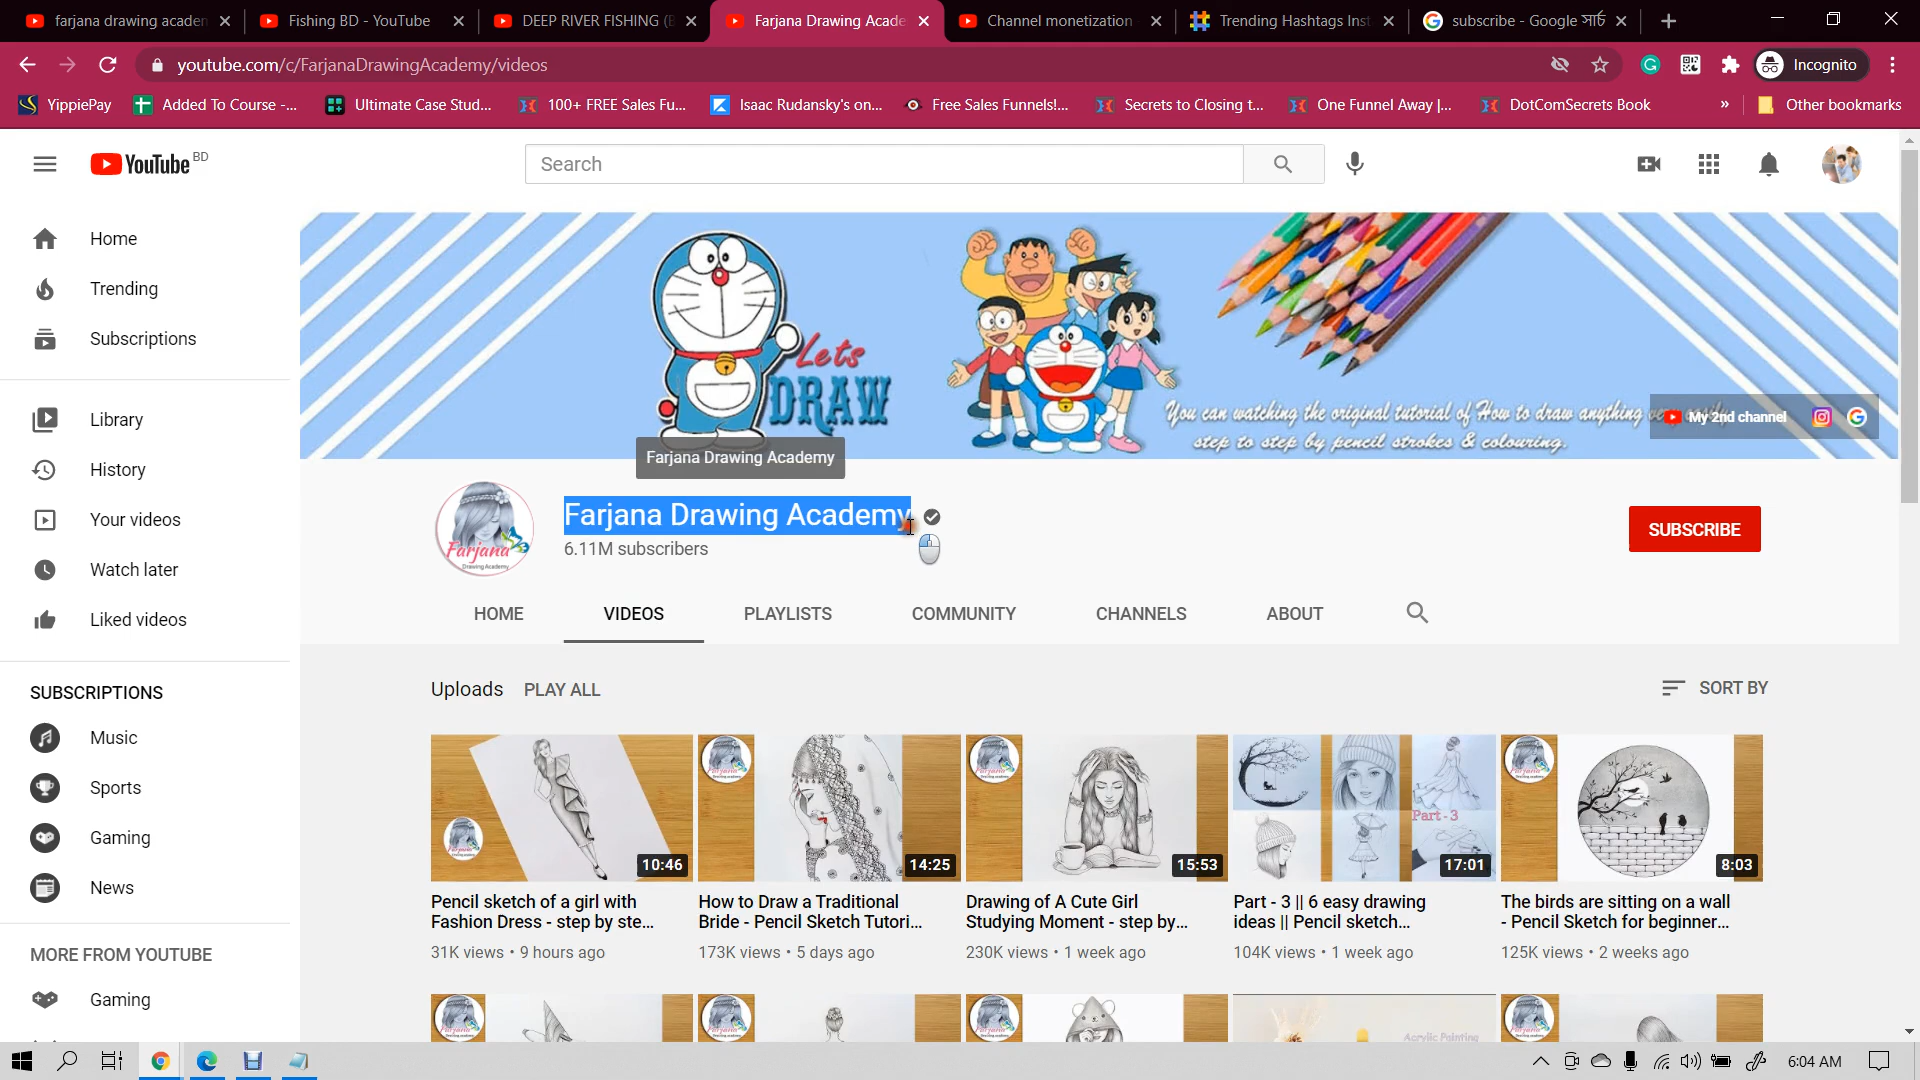 farjana drawing academ
Fishing BD - YouTube
DEEP RIVER FISHING (B
Farjana Drawing Acade
Channel monetization
Trending Hashtags Inst
subscribe - Google সার্চ
youtube.com/c/FarjanaDrawingAcademy/videos
Incognito
YippiePay
Added To Course -...
Ultimate Case Stud...
100+ FREE Sales Fu...
Isaac Rudansky's on...
Free Sales Funnels!...
Secrets to Closing t...
One Funnel Away |...
DotComSecrets Book
»
Other bookmarks
YouTube BD
Search
Home
Trending
Subscriptions
Library
History
Your videos
Watch later
Liked videos
SUBSCRIPTIONS
Music
Sports
Gaming
News
MORE FROM YOUTUBE
Gaming
Lets
DRAW
You can watching the original tutorial of How to draw anything
step to step by pencil strokes & colouring.
My 2nd channel
Farjana Drawing Academy
Farjana
Drawing Academy
Farjana Drawing Academy
6.11M subscribers
SUBSCRIBE
HOME
VIDEOS
PLAYLISTS
COMMUNITY
CHANNELS
ABOUT
Uploads
PLAY ALL
SORT BY
10:46
Pencil sketch of a girl with
Fashion Dress - step by ste...
31K views • 9 hours ago
14:25
How to Draw a Traditional
Bride - Pencil Sketch Tutori...
173K views • 5 days ago
15:53
Drawing of A Cute Girl
Studying Moment - step by...
230K views • 1 week ago
Part-3
17:01
Part - 3 || 6 easy drawing
ideas || Pencil sketch...
104K views • 1 week ago
8:03
The birds are sitting on a wall
- Pencil Sketch for beginner...
125K views • 2 weeks ago
Acrylic Painting
6:04 AM